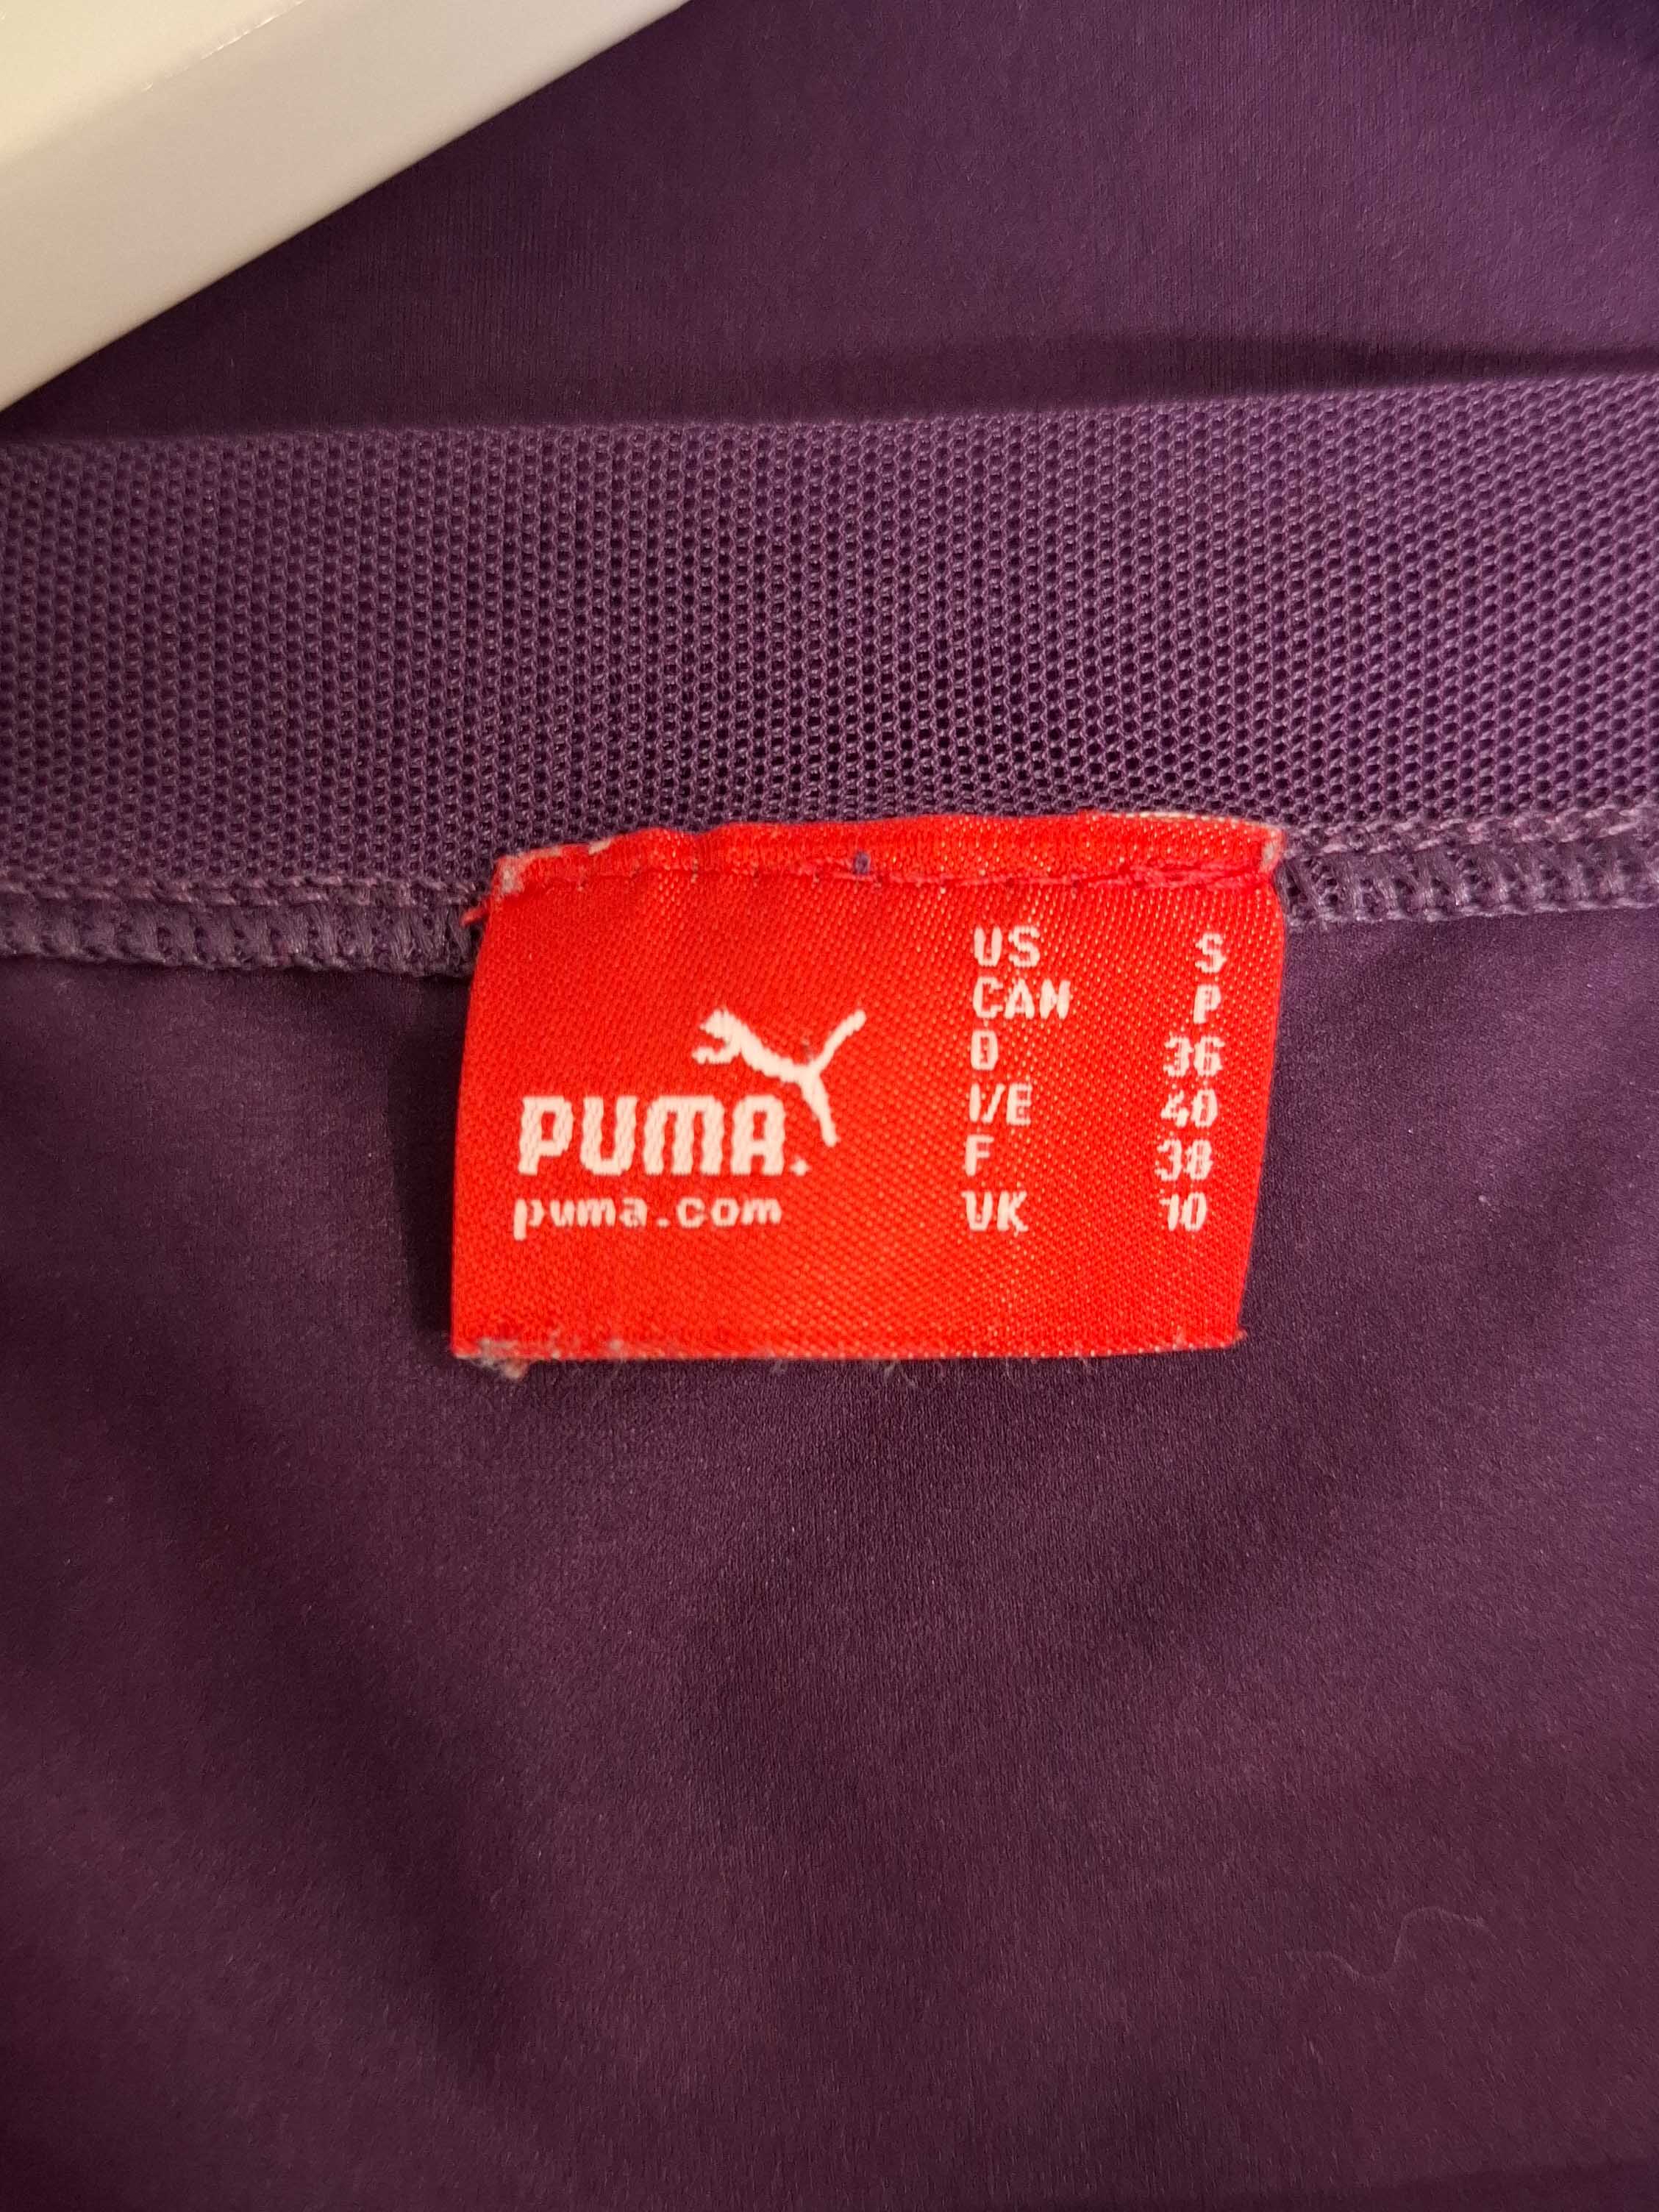 PUMA.
puma.com
US S
CAN P
D 36
I/E 40
F 38
UK 10